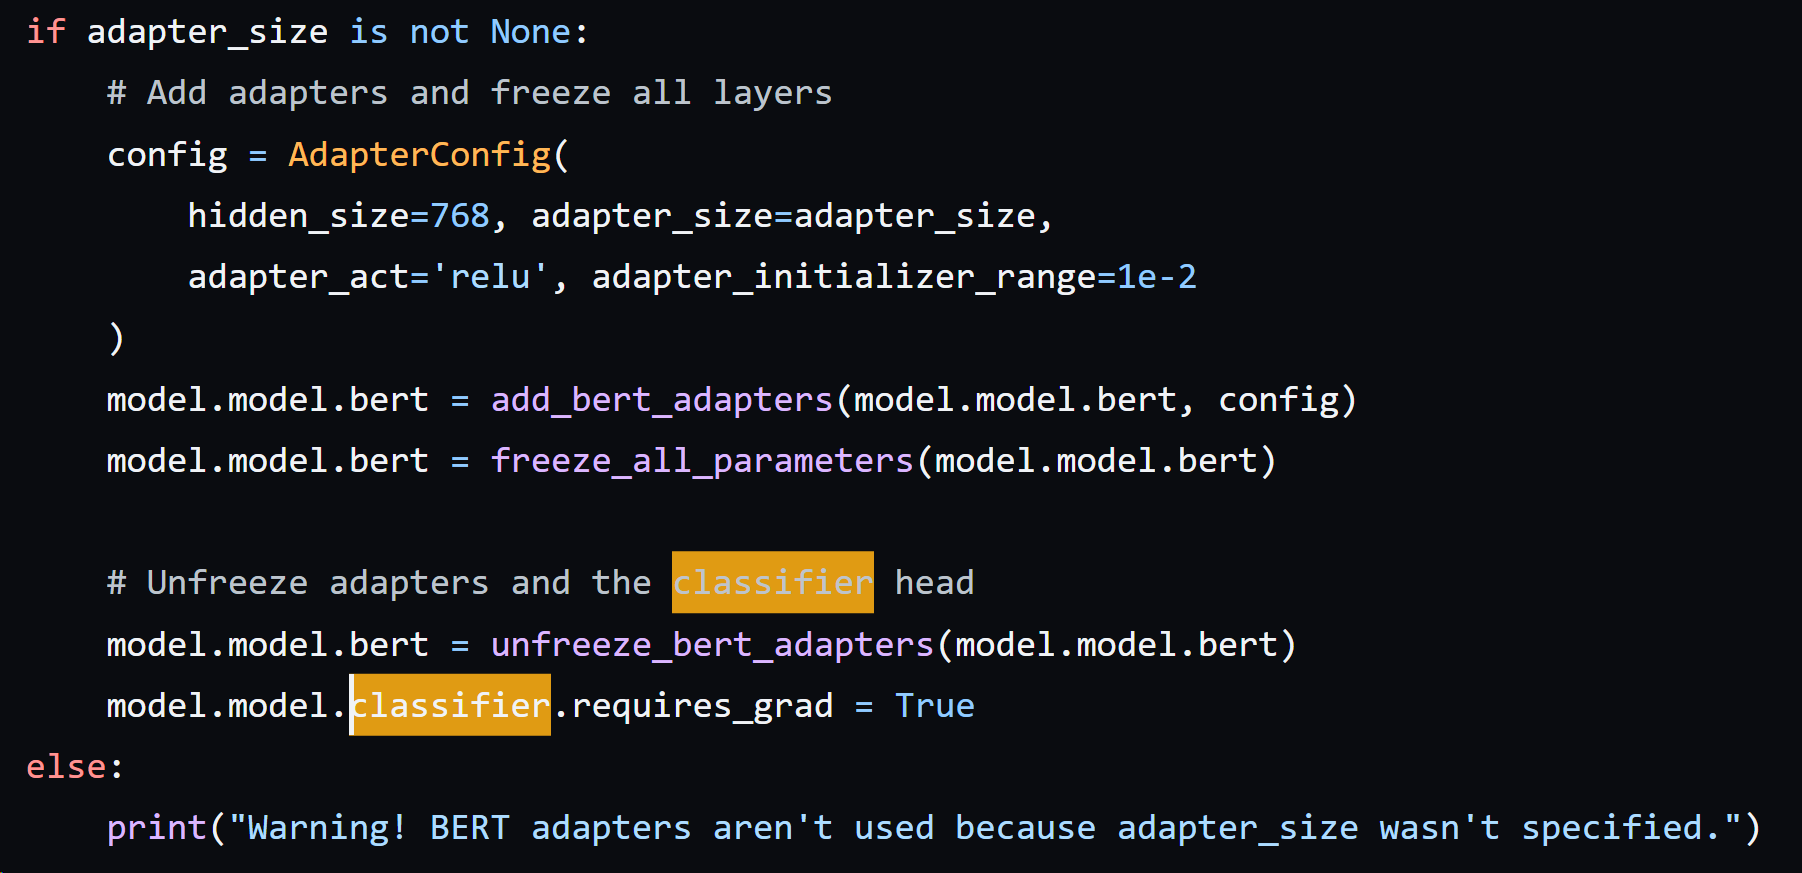 if adapter_size is not None:
    # Add adapters and freeze all layers
    config = AdapterConfig(
        hidden_size=768, adapter_size=adapter_size,
        adapter_act='relu', adapter_initializer_range=1e-2
    )
    model.model.bert = add_bert_adapters(model.model.bert, config)
    model.model.bert = freeze_all_parameters(model.model.bert)

    # Unfreeze adapters and the classifier head
    model.model.bert = unfreeze_bert_adapters(model.model.bert)
    model.model.classifier.requires_grad = True
else:
    print("Warning! BERT adapters aren't used because adapter_size wasn't specified.")